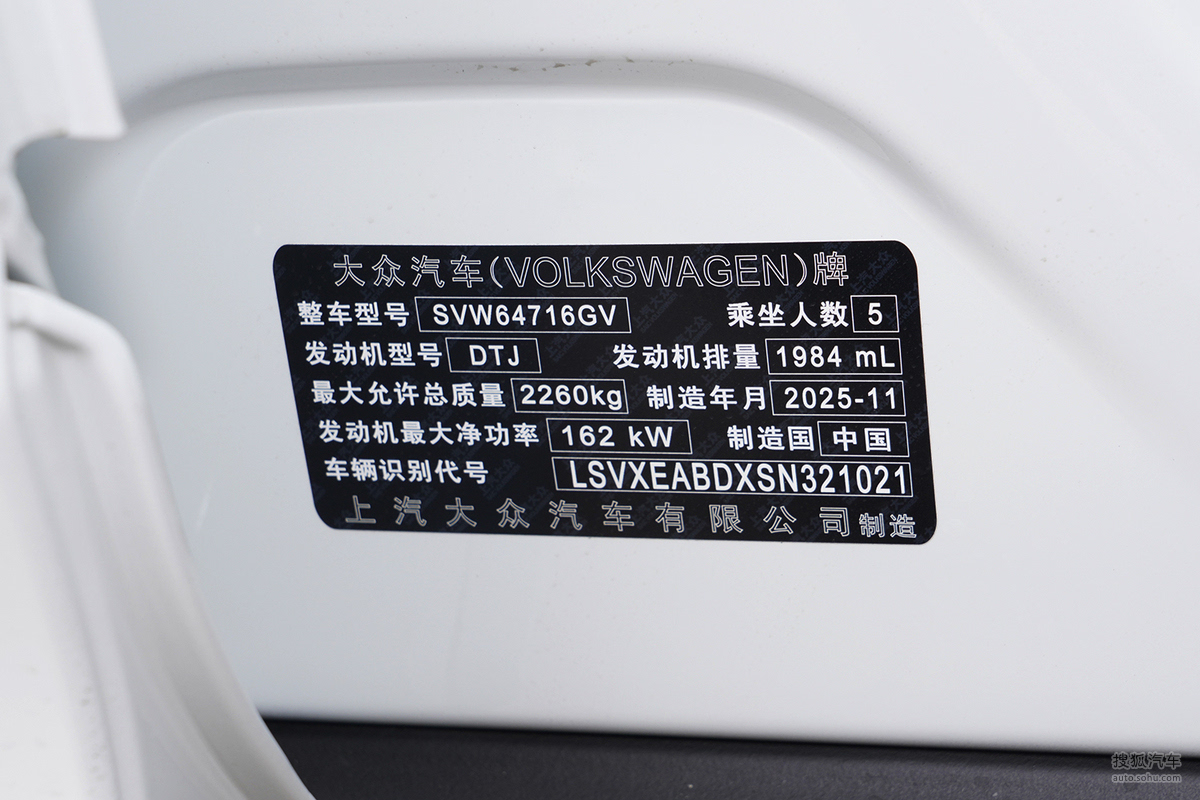 大众汽车(VOLKSWAGEN)牌
整车型号 SVW64716GV 乘坐人数 5
发动机型号 DTJ 发动机排量 1984 mL
最大允许总质量 2260kg 制造年月 2025-11
发动机最大净功率 162 kW 制造国 中国
车辆识别代号 LSVXEABDXSN321021
上汽大众汽车有限公司制造
搜狐汽车
auto.sohu.com